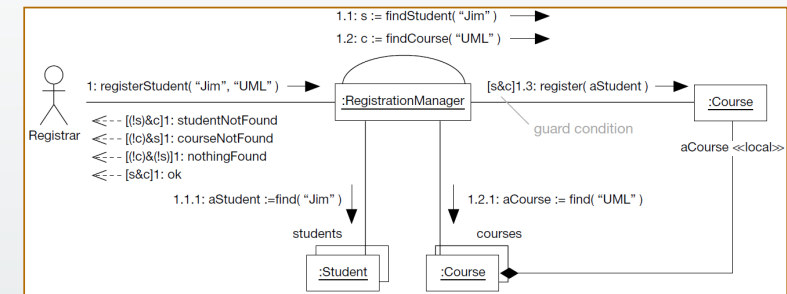 1.1: s := findStudent( “Jim” )
1.2: c := findCourse( “UML” )
1: registerStudent( “Jim”, “UML” )
:RegistrationManager
[s&c]1.3: register( aStudent )
:Course
guard condition
Registrar
[(!s)&c]1: studentNotFound
[(!c)&s]1: courseNotFound
[(!c)&(!s)]1: nothingFound
[s&c]1: ok
aCourse «local»
1.1.1: aStudent :=find( “Jim” )
1.2.1: aCourse := find( “UML” )
students
courses
:Student
:Course